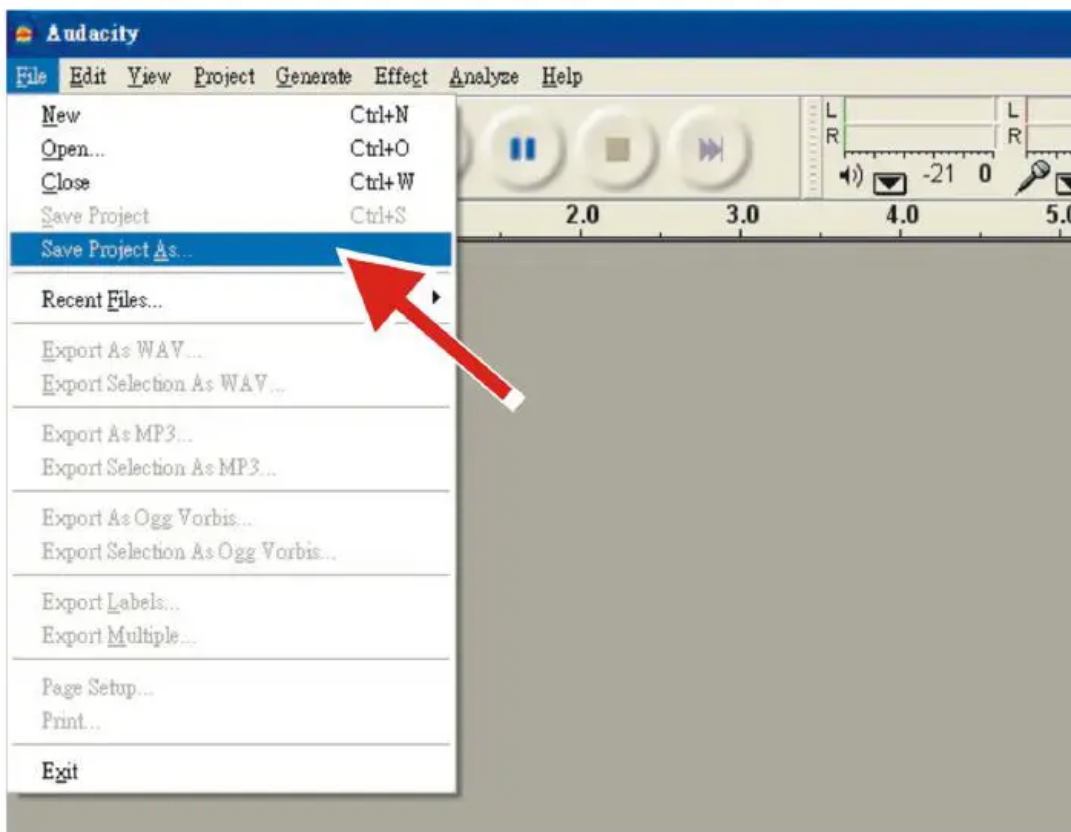 Audacity
File Edit View Project Generate Effect Analyze Help
New Ctrl+N
Open... Ctrl+O
Close Ctrl+W
Save Project Ctrl+S
Save Project As...
Recent Files...
Export As WAV...
Export Selection As WAV...
Export As MP3...
Export Selection As MP3...
Export As Ogg Vorbis...
Export Selection As Ogg Vorbis...
Export Labels...
Export Multiple...
Page Setup...
Print...
Exit
L L
R R
-21 0
2.0 3.0 4.0 5.0